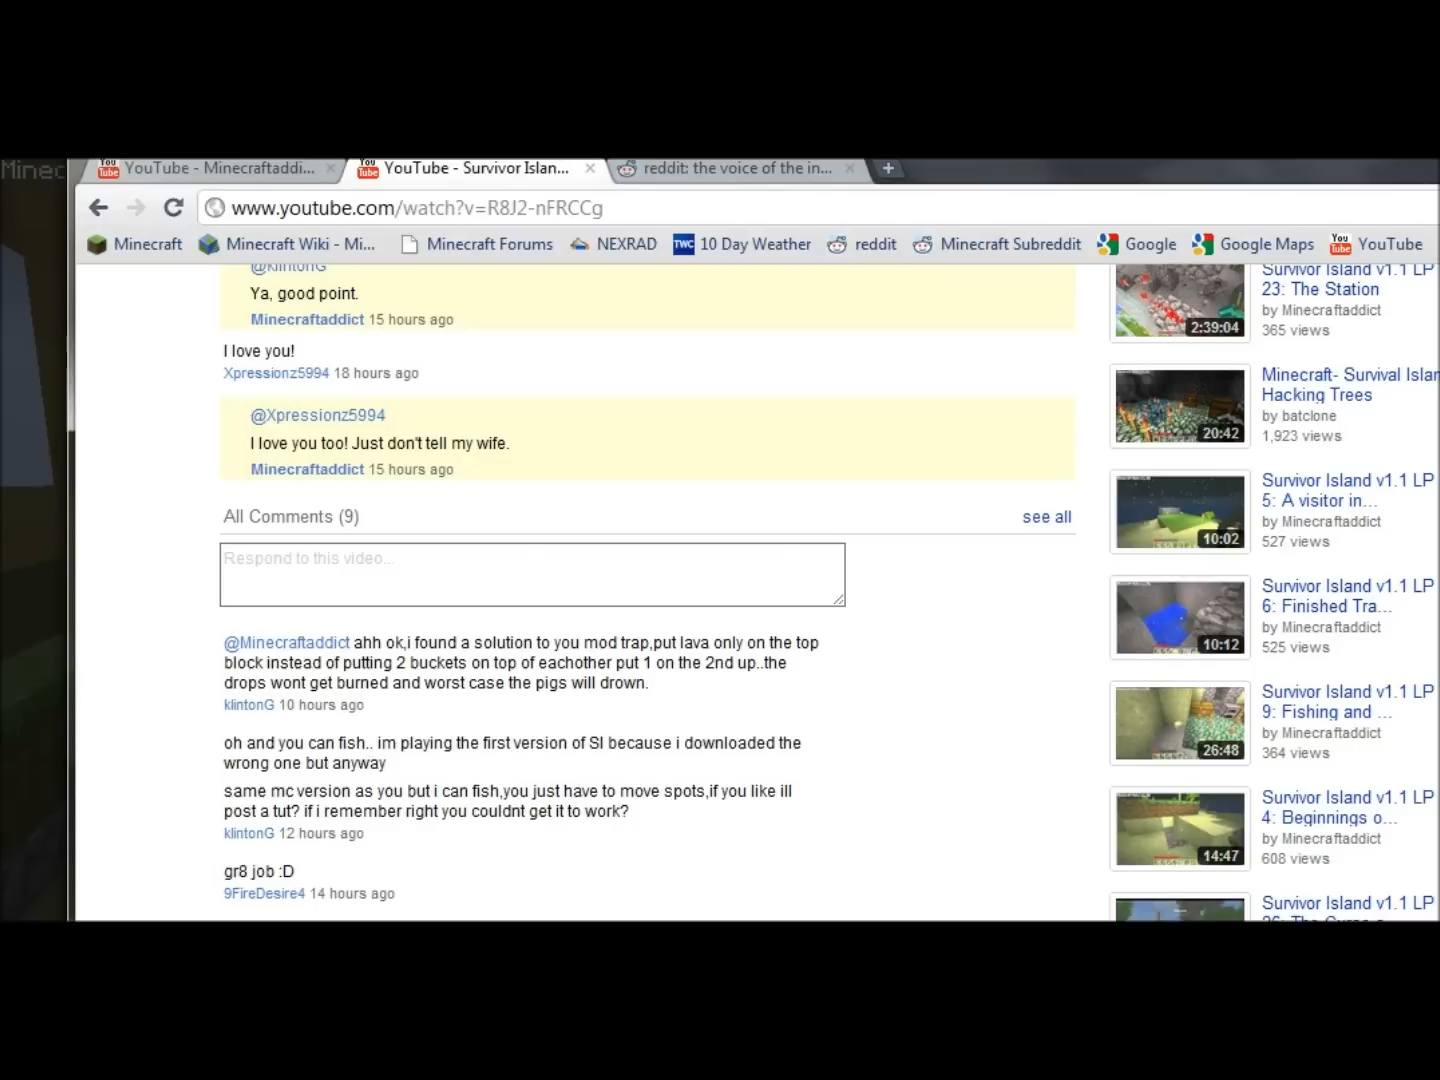 Minec
YouTube - Minecraftaddi...
YouTube - Survivor Islan...
reddit: the voice of the in...
www.youtube.com/watch?v=R8J2-nFRCCg
Minecraft
Minecraft Wiki - Mi...
Minecraft Forums
NEXRAD
TWC 10 Day Weather
reddit
Minecraft Subreddit
Google
Google Maps
YouTube
@klintonG
Ya, good point.
Minecraftaddict 15 hours ago
I love you!
Xpressionz5994 18 hours ago
@Xpressionz5994
I love you too! Just don't tell my wife.
Minecraftaddict 15 hours ago
All Comments (9)
see all
Respond to this video...
@Minecraftaddict ahh ok,i found a solution to you mod trap,put lava only on the top
block instead of putting 2 buckets on top of eachother put 1 on the 2nd up..the
drops wont get burned and worst case the pigs will drown.
klintonG 10 hours ago
oh and you can fish.. im playing the first version of SI because i downloaded the
wrong one but anyway
same mc version as you but i can fish,you just have to move spots,if you like ill
post a tut? if i remember right you couldnt get it to work?
klintonG 12 hours ago
gr8 job :D
9FireDesire4 14 hours ago
Survivor Island v1.1 LP
23: The Station
by Minecraftaddict
365 views
2:39:04
Minecraft- Survival Islan
Hacking Trees
by batclone
1,923 views
20:42
Survivor Island v1.1 LP
5: A visitor in...
by Minecraftaddict
527 views
10:02
Survivor Island v1.1 LP
6: Finished Tra...
by Minecraftaddict
525 views
10:12
Survivor Island v1.1 LP
9: Fishing and ...
by Minecraftaddict
364 views
26:48
Survivor Island v1.1 LP
4: Beginnings o...
by Minecraftaddict
608 views
14:47
Survivor Island v1.1 LP